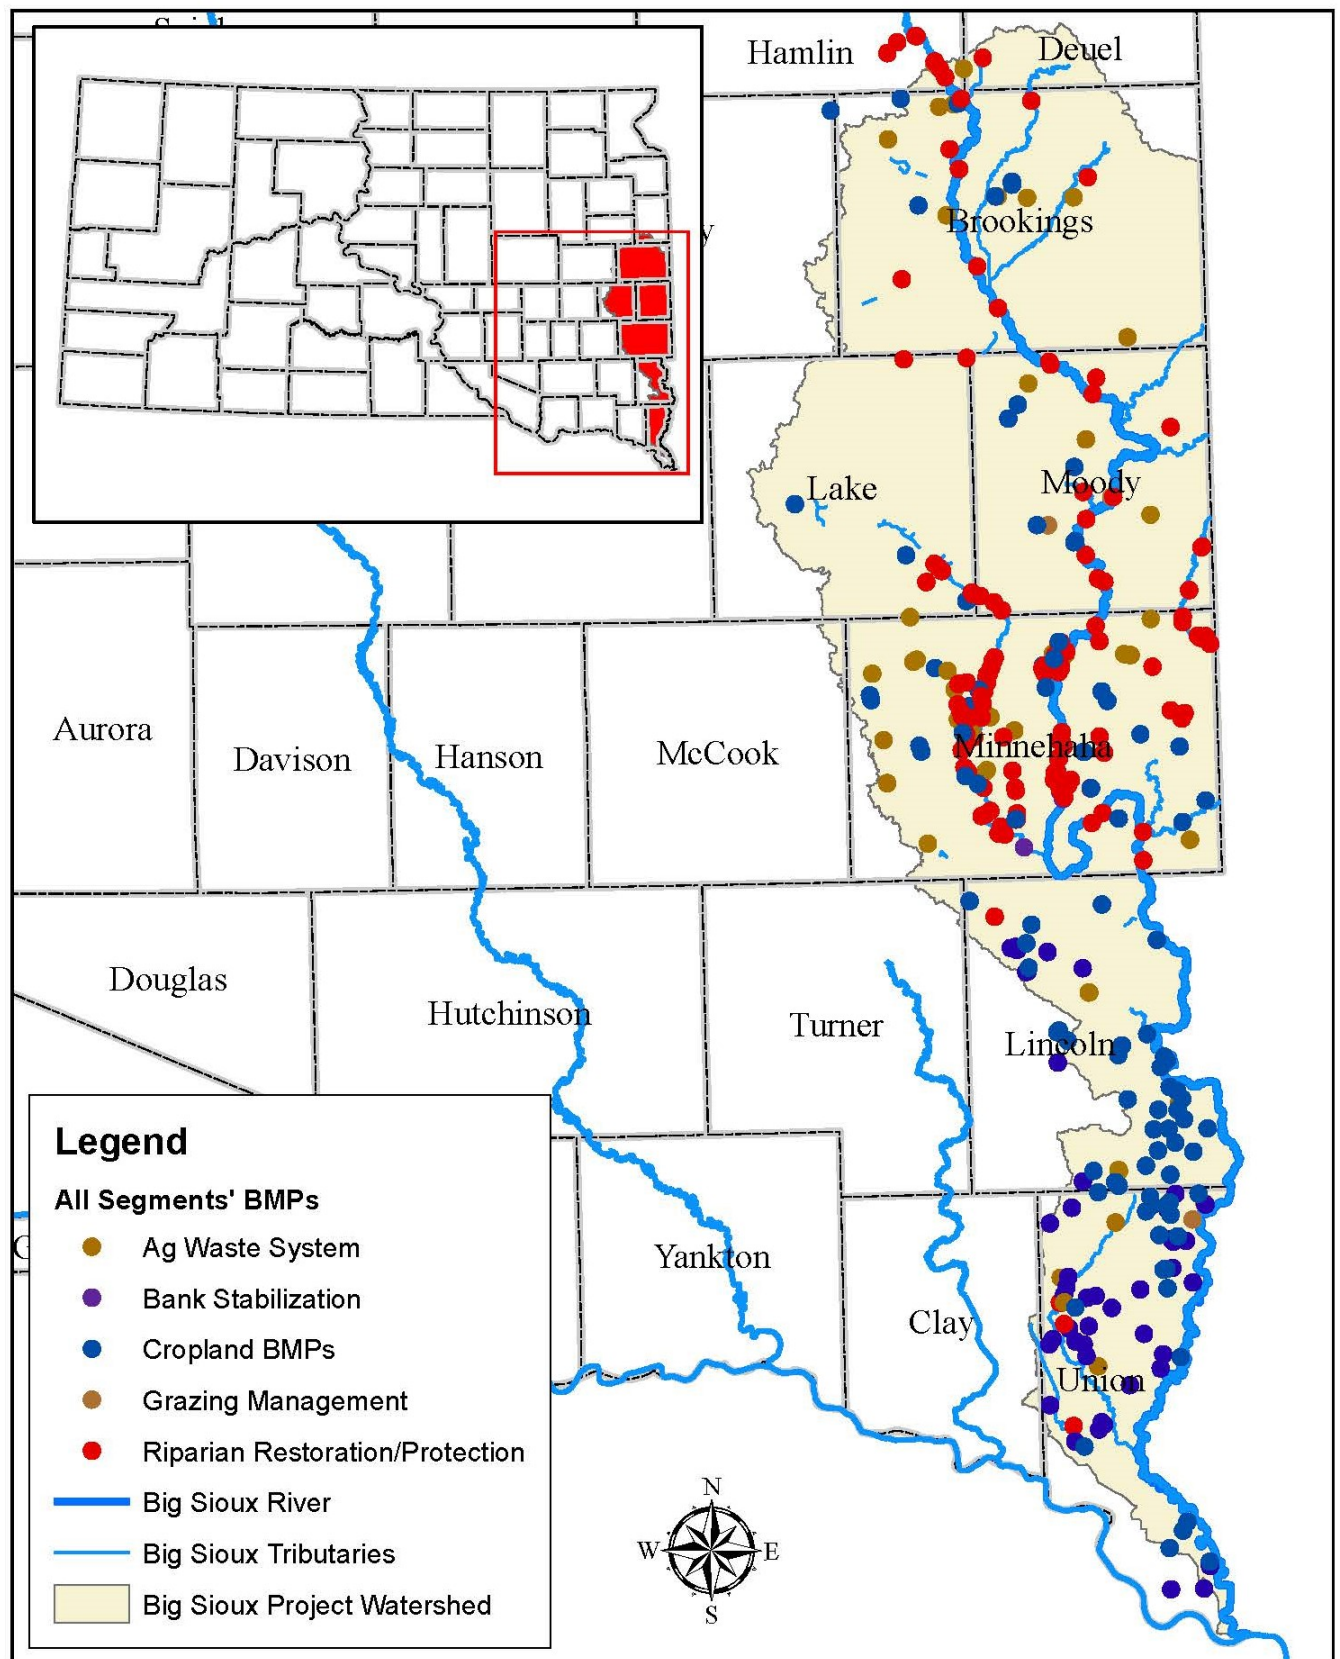 Hamlin
Deuel
y
Brookings
Lake
Moody
Aurora
Davison
Hanson
McCook
Minnehaha
Douglas
Hutchinson
Turner
Lincoln
Yankton
Clay
Union
Legend
All Segments' BMPs
Ag Waste System
Bank Stabilization
Cropland BMPs
Grazing Management
Riparian Restoration/Protection
Big Sioux River
Big Sioux Tributaries
Big Sioux Project Watershed
N
W
E
S